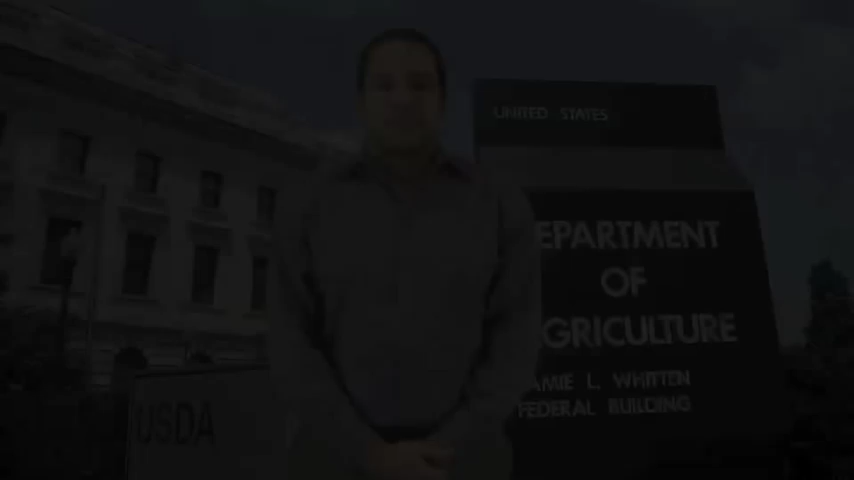 UNITED STATES
EPARTMENT
OF
GRICULTURE
AMIE L. WHITTEN
FEDERAL BUILDING
USDA